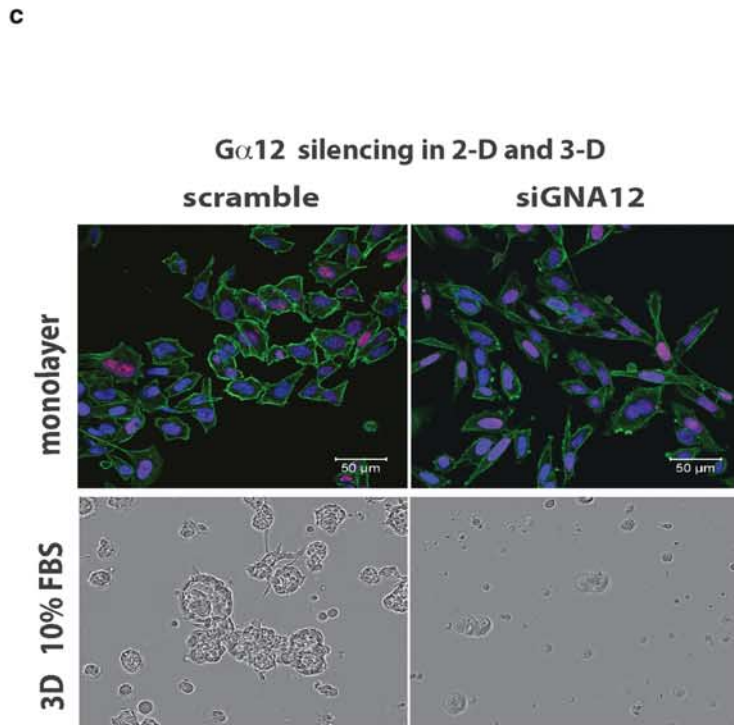 c
Gα12 silencing in 2-D and 3-D
scramble siGNA12
monolayer
50 µm 50 µm
3D 10% FBS